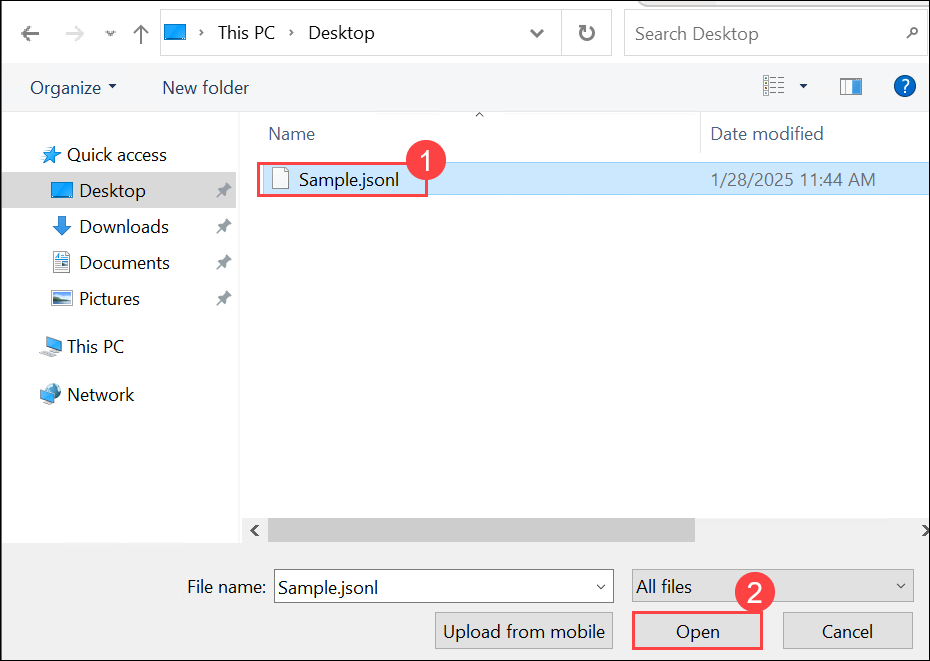 This PC > Desktop
Search Desktop
Organize
New folder
?
Name
Date modified
1
Sample.jsonl
1/28/2025 11:44 AM
Quick access
Desktop
Downloads
Documents
Pictures
This PC
Network
File name:
Sample.jsonl
All files
2
Upload from mobile
Open
Cancel